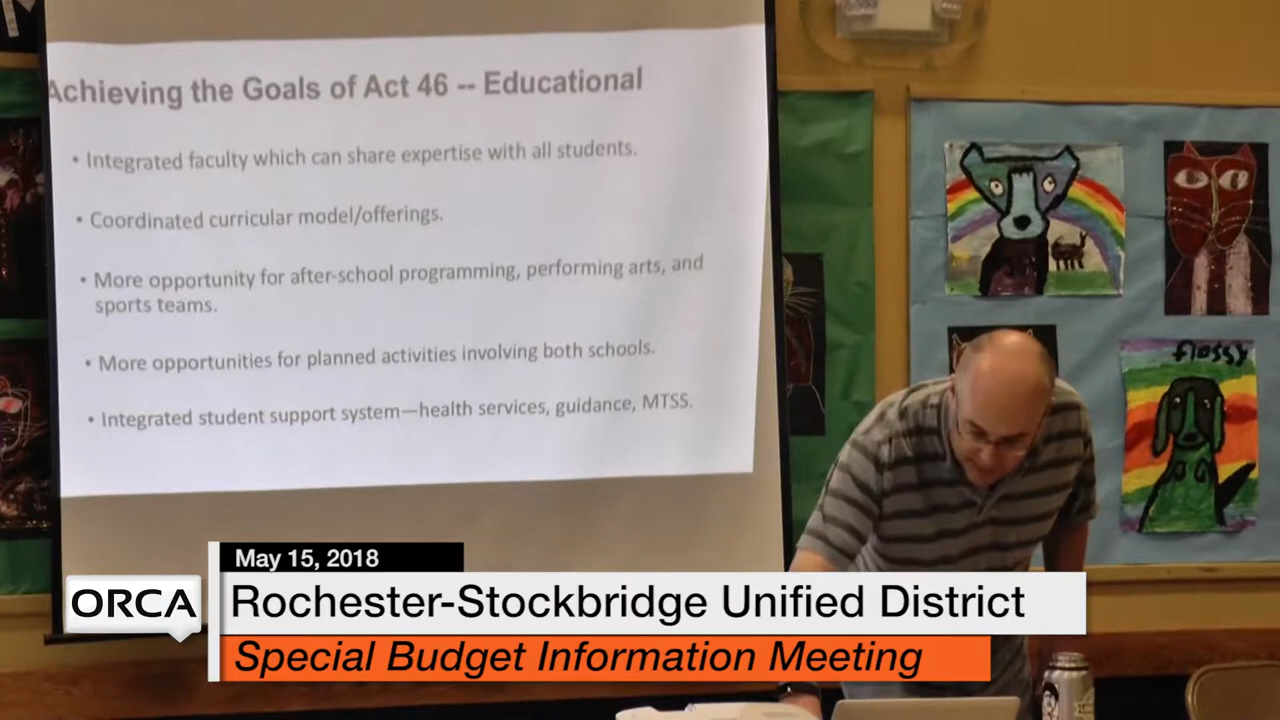 Achieving the Goals of Act 46 -- Educational
• Integrated faculty which can share expertise with all students.
• Coordinated curricular model/offerings.
• More opportunity for after-school programming, performing arts, and
sports teams.
• More opportunities for planned activities involving both schools.
• Integrated student support system—health services, guidance, MTSS.
flossy
May 15, 2018
ORCA
Rochester-Stockbridge Unified District
Special Budget Information Meeting